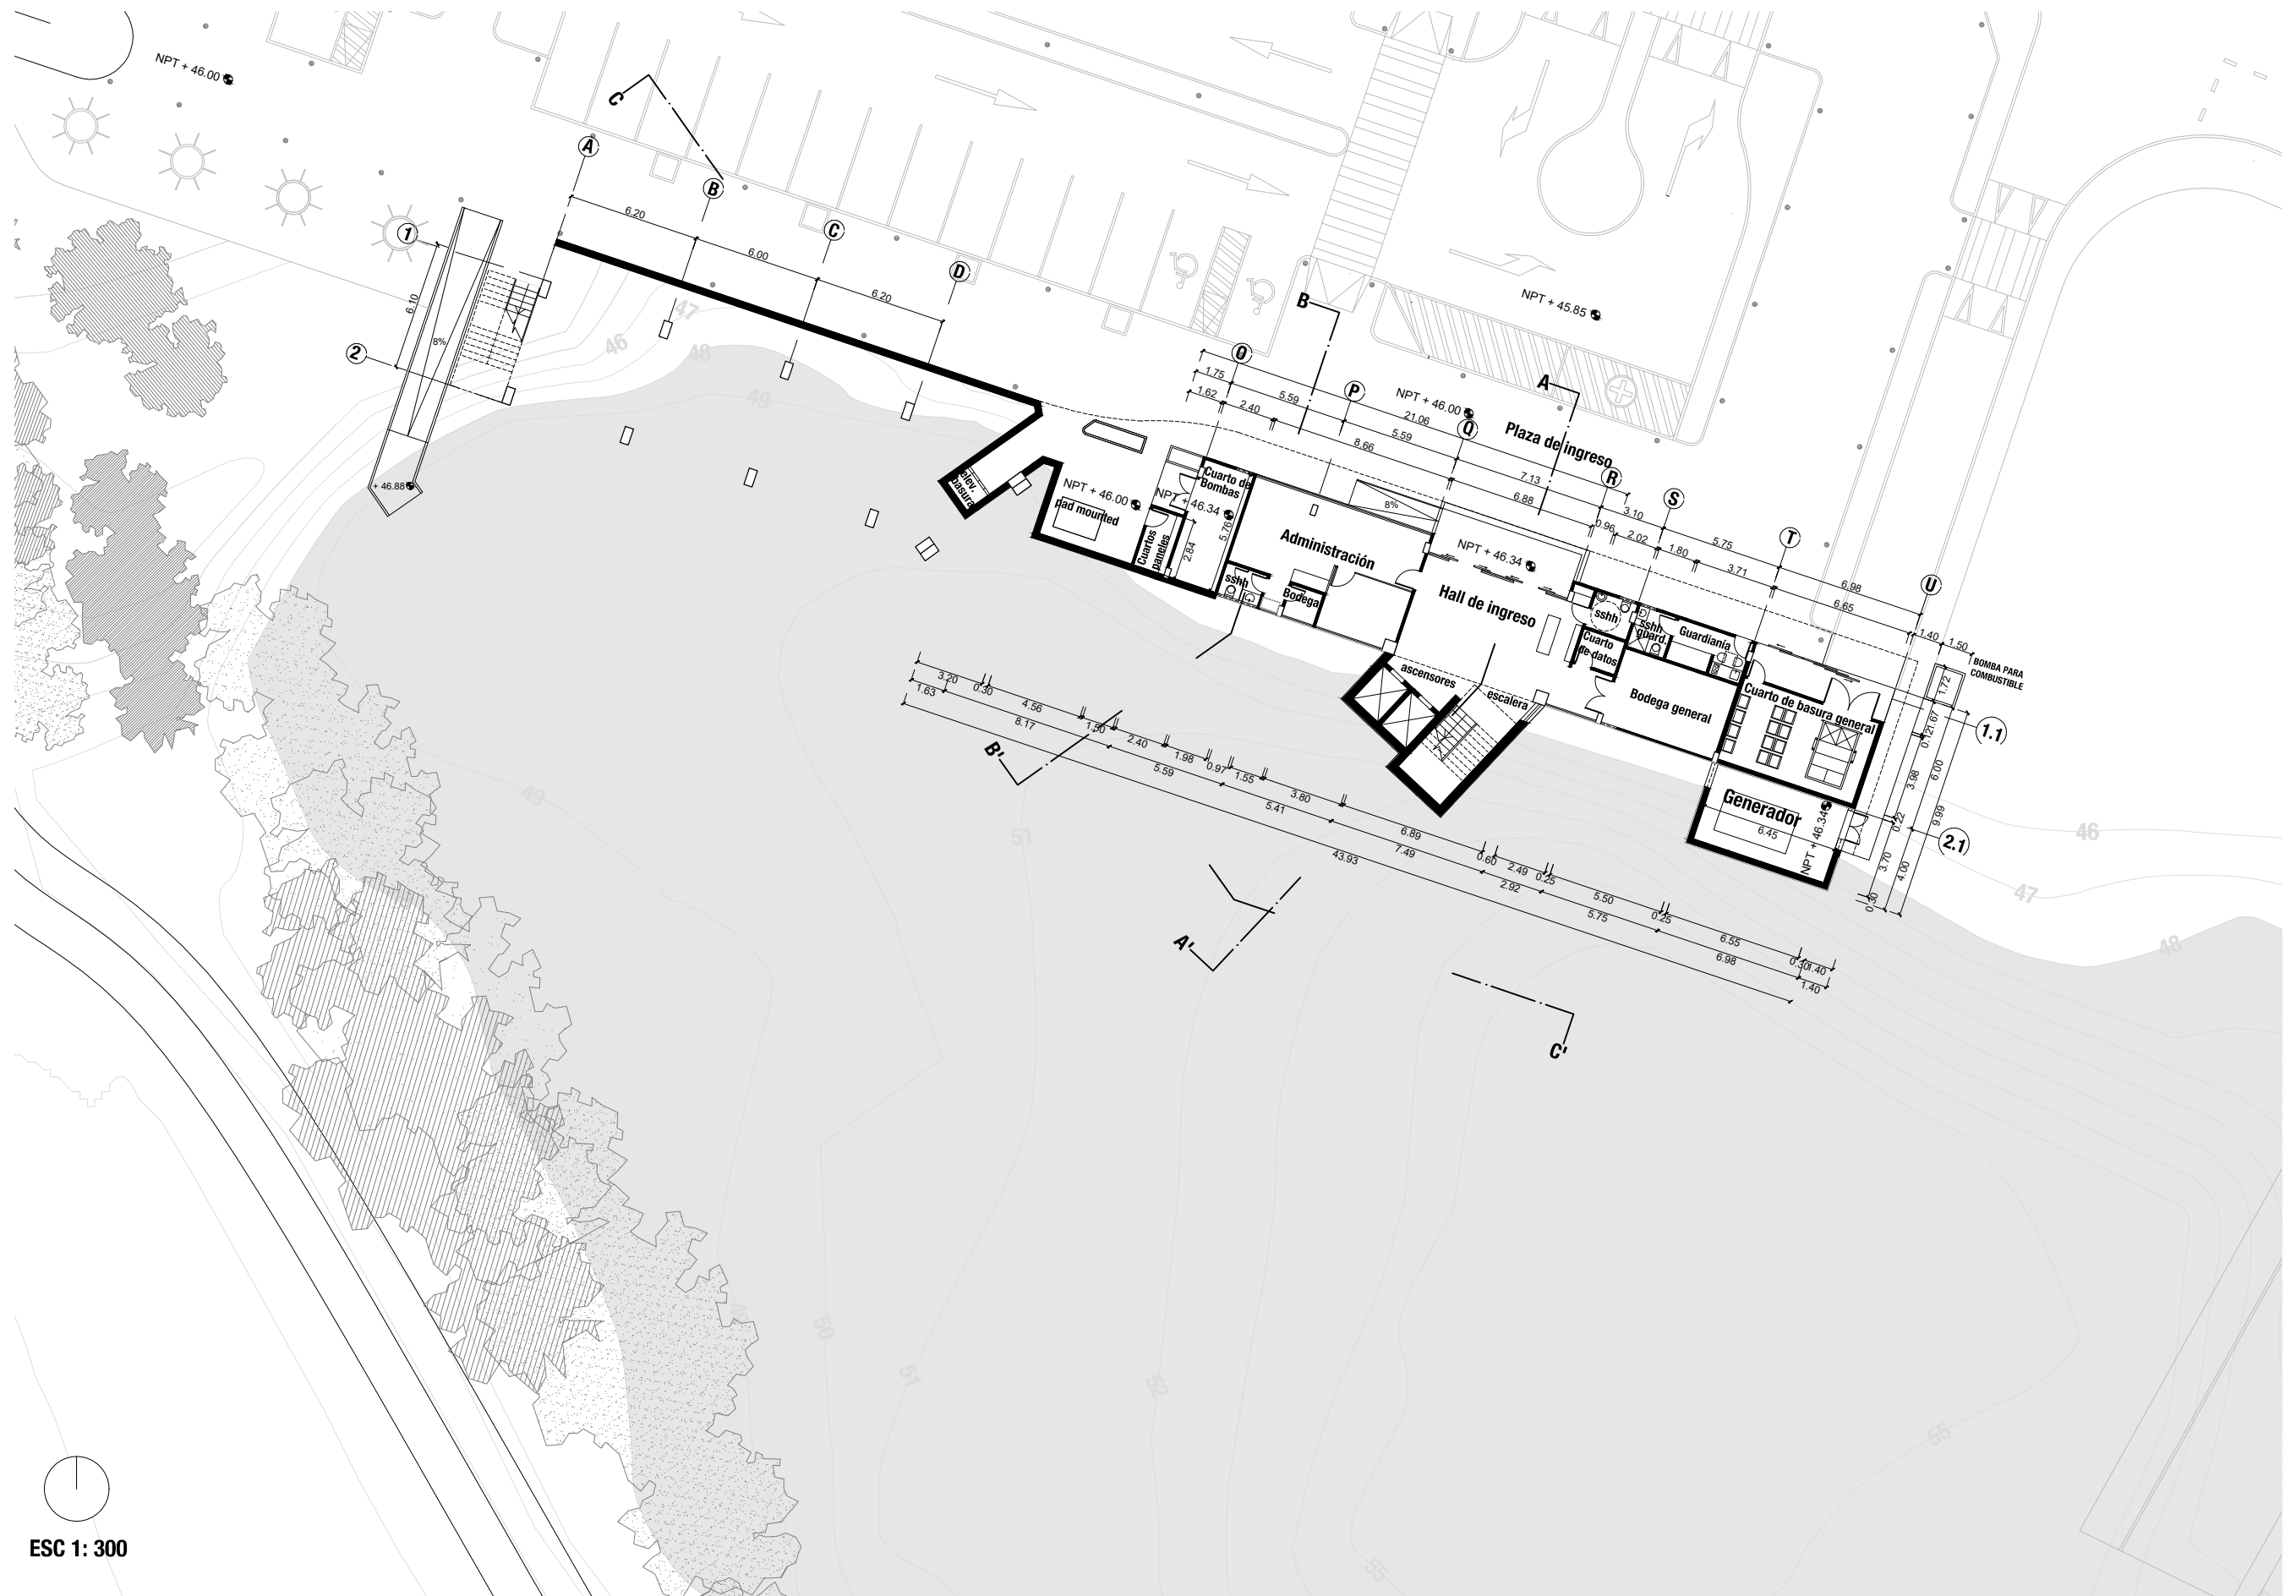 NPT + 46.00
C
A
B
C
D
6.20
6.00
6.20
1
2
6.10
8%
+ 46.88
47
46
48
49
B
A
NPT + 45.85
NPT + 46.00
Plaza de ingreso
O
P
Q
R
S
T
U
1.75
5.59
21.06
1.62
2.40
5.59
8.66
7.13
6.88
3.10
0.96
2.02
1.80
5.75
3.71
6.98
6.65
1.40
1.50
BOMBA PARA
COMBUSTIBLE
1.72
elev.
basura
NPT + 46.00
pad mounted
NPT + 46.34
Cuarto de
Bombas
Cuartos
paneles
2.84
5.76
Administración
8%
sshh
Bodega
NPT + 46.34
Hall de ingreso
sshh
sshh
guard.
Guardianía
Cuarto
de datos
ascensores
escalera
Bodega general
Cuarto de basura general
Generador
6.45
NPT + 46.34
1.1
2.1
0.12
1.67
3.98
6.00
0.22
9.99
3.70
4.00
0.30
46
47
48
3.20
0.30
1.63
4.56
8.17
1.50
2.40
1.98
0.97
1.55
5.59
3.80
5.41
6.89
7.49
43.93
0.60
2.49
0.25
2.92
5.50
0.25
5.75
6.55
6.98
0.30
1.40
1.40
B'
A'
C'
49
51
50
51
52
55
55
ESC 1: 300